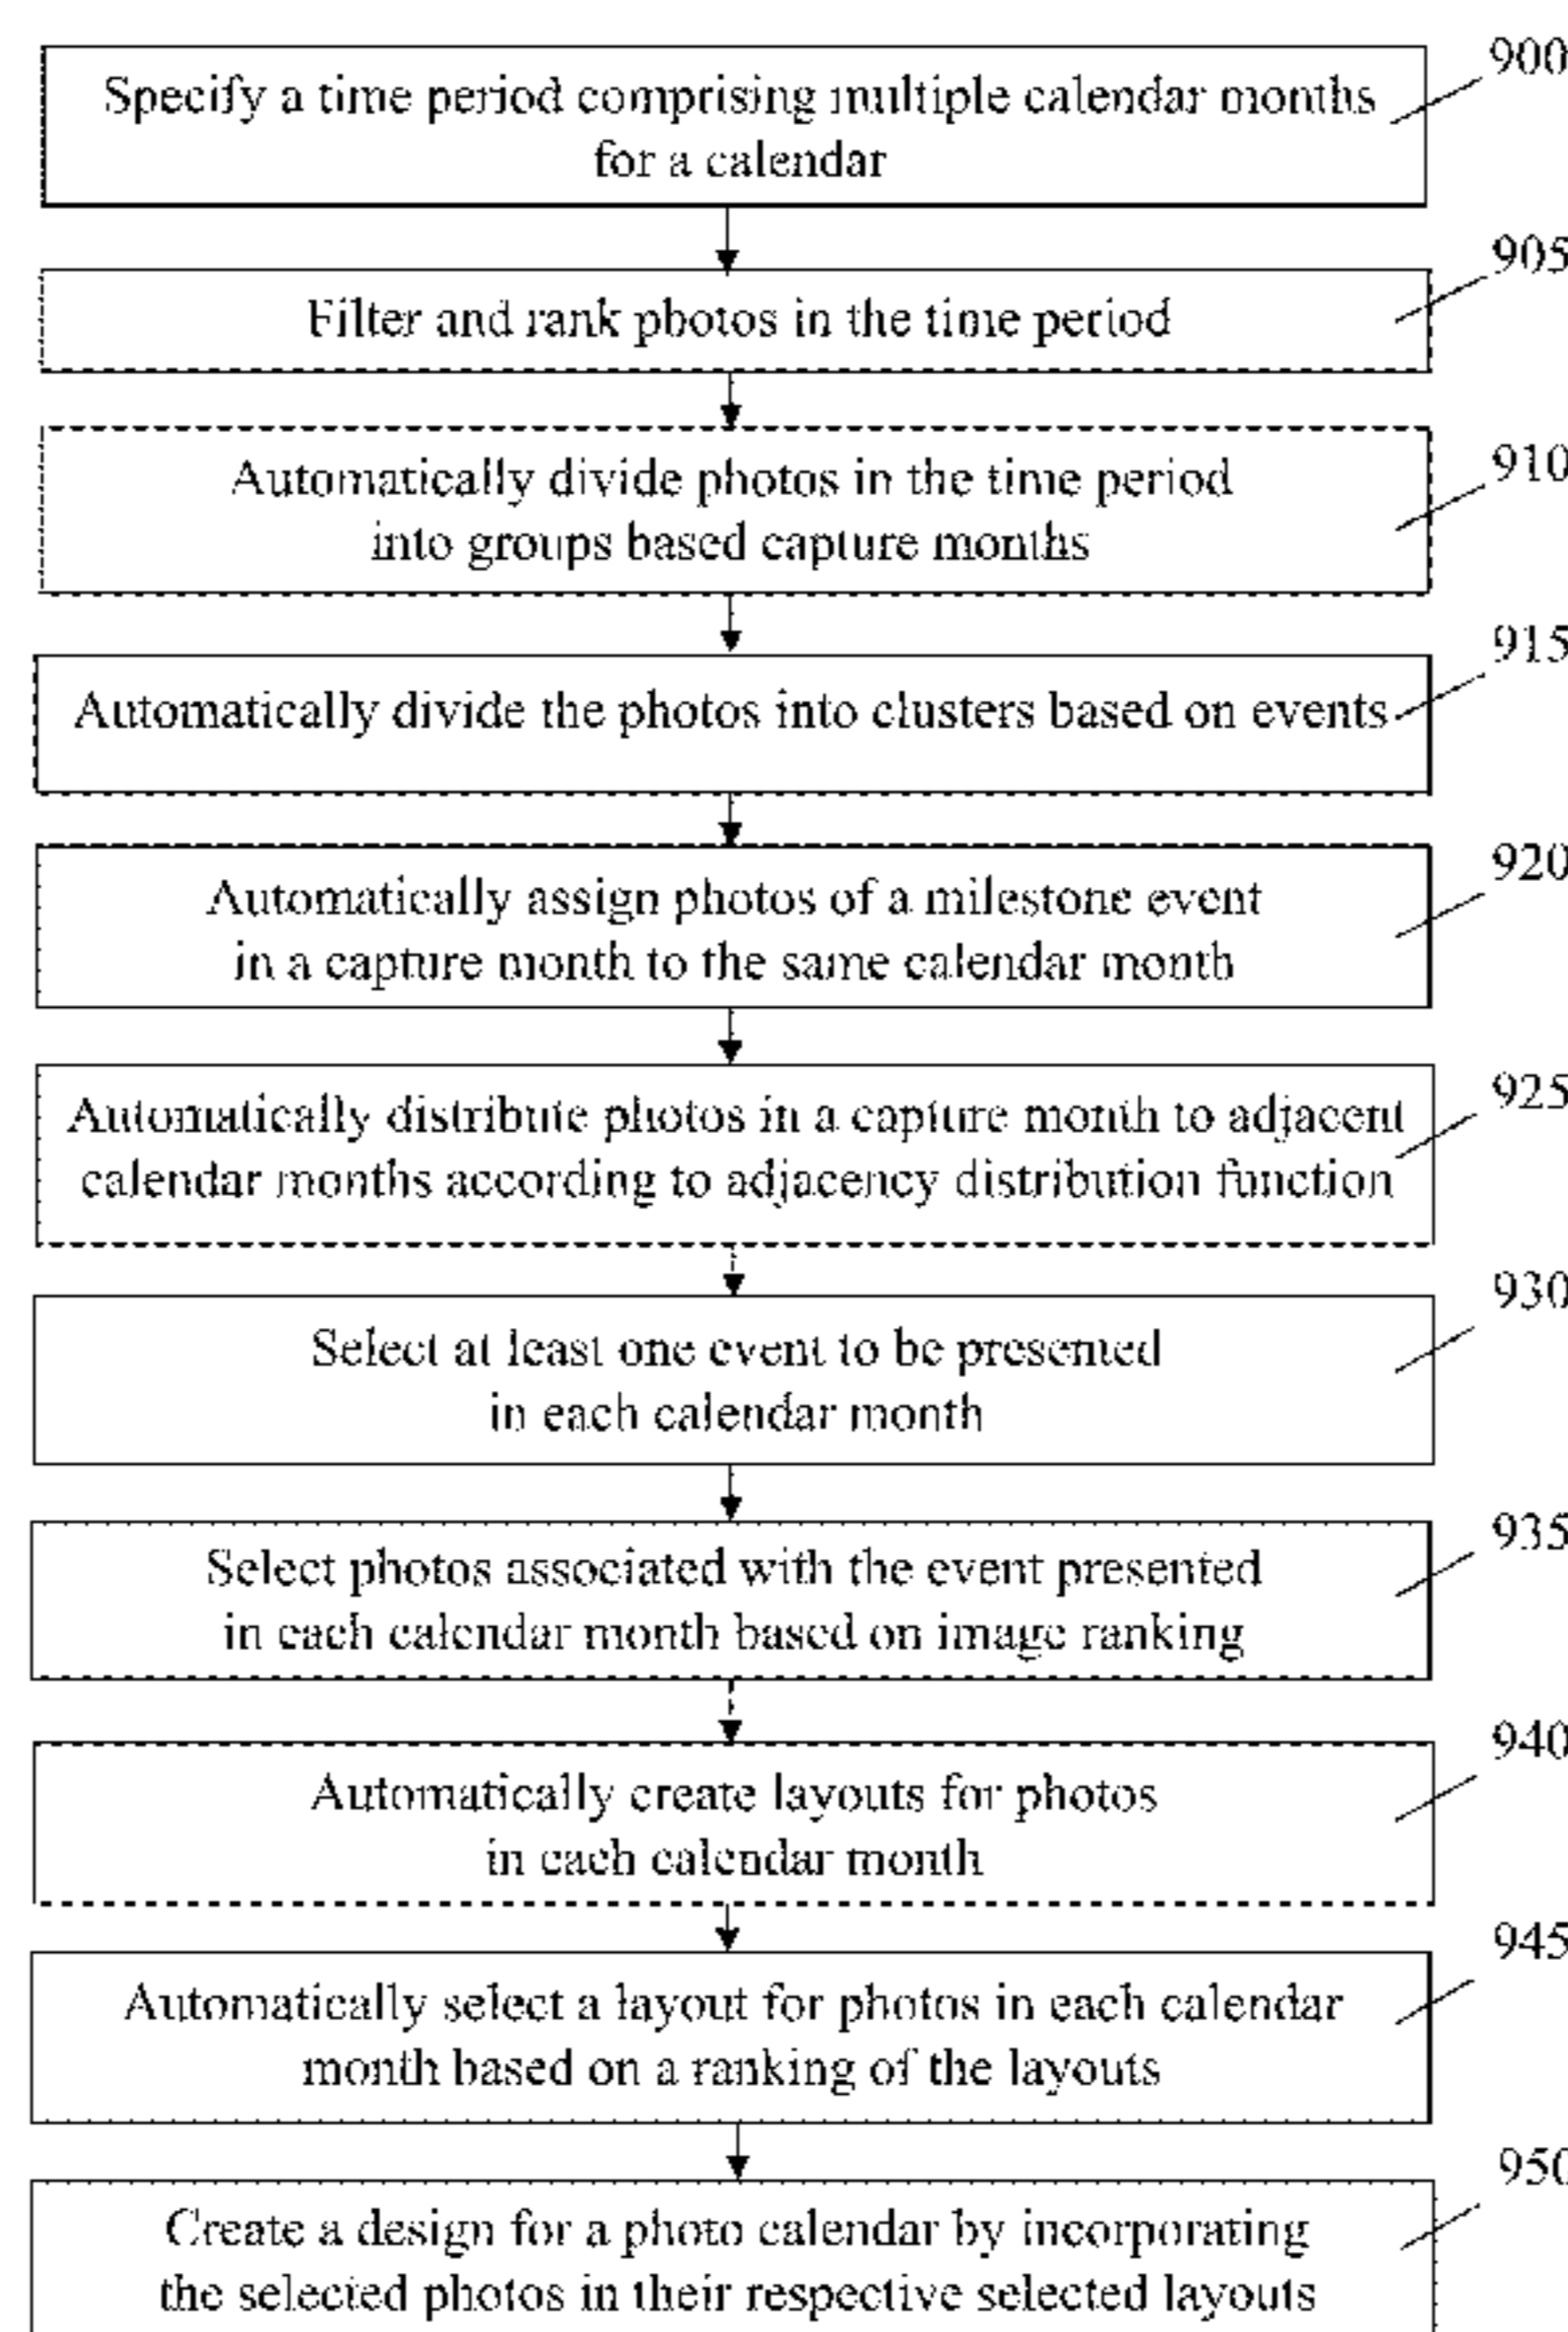 900
Specify a time period comprising multiple calendar months
for a calendar
905
Filter and rank photos in the time period
910
Automatically divide photos in the time period
into groups based capture months
915
Automatically divide the photos into clusters based on events
920
Automatically assign photos of a milestone event
in a capture month to the same calendar month
925
Automatically distribute photos in a capture month to adjacent
calendar months according to adjacency distribution function
930
Select at least one event to be presented
in each calendar month
935
Select photos associated with the event presented
in each calendar month based on image ranking
940
Automatically create layouts for photos
in each calendar month
945
Automatically select a layout for photos in each calendar
month based on a ranking of the layouts
950
Create a design for a photo calendar by incorporating
the selected photos in their respective selected layouts